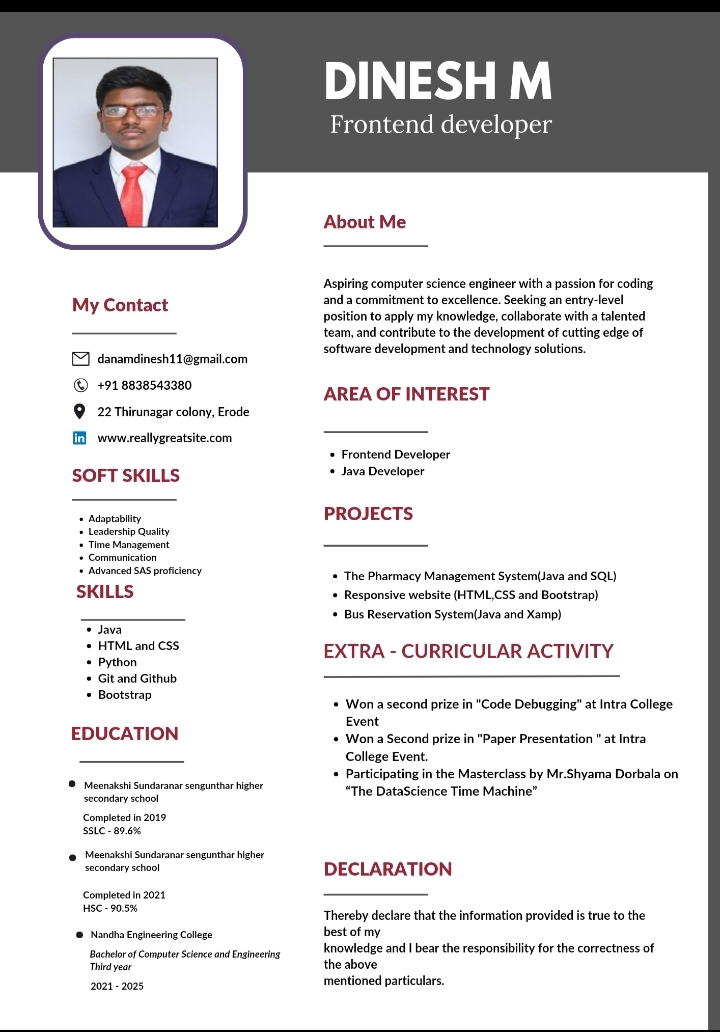 DINESH M
Frontend developer
My Contact
danamdinesh11@gmail.com
+91 8838543380
22 Thirunagar colony, Erode
www.reallygreatsite.com
SOFT SKILLS
Adaptability
Leadership Quality
Time Management
Communication
Advanced SAS proficiency
SKILLS
Java
HTML and CSS
Python
Git and Github
Bootstrap
EDUCATION
Meenakshi Sundaranar sengunthar higher
secondary school
Completed in 2019
SSLC - 89.6%
Meenakshi Sundaranar sengunthar higher
secondary school
Completed in 2021
HSC - 90.5%
Nandha Engineering College
Bachelor of Computer Science and Engineering
Third year
2021 - 2025
About Me
Aspiring computer science engineer with a passion for coding
and a commitment to excellence. Seeking an entry-level
position to apply my knowledge, collaborate with a talented
team, and contribute to the development of cutting edge of
software development and technology solutions.
AREA OF INTEREST
Frontend Developer
Java Developer
PROJECTS
The Pharmacy Management System(Java and SQL)
Responsive website (HTML,CSS and Bootstrap)
Bus Reservation System(Java and Xamp)
EXTRA - CURRICULAR ACTIVITY
Won a second prize in "Code Debugging" at Intra College
Event
Won a Second prize in "Paper Presentation " at Intra
College Event.
Participating in the Masterclass by Mr.Shyama Dorbala on
“The DataScience Time Machine”
DECLARATION
Thereby declare that the information provided is true to the
best of my
knowledge and I bear the responsibility for the correctness of
the above
mentioned particulars.